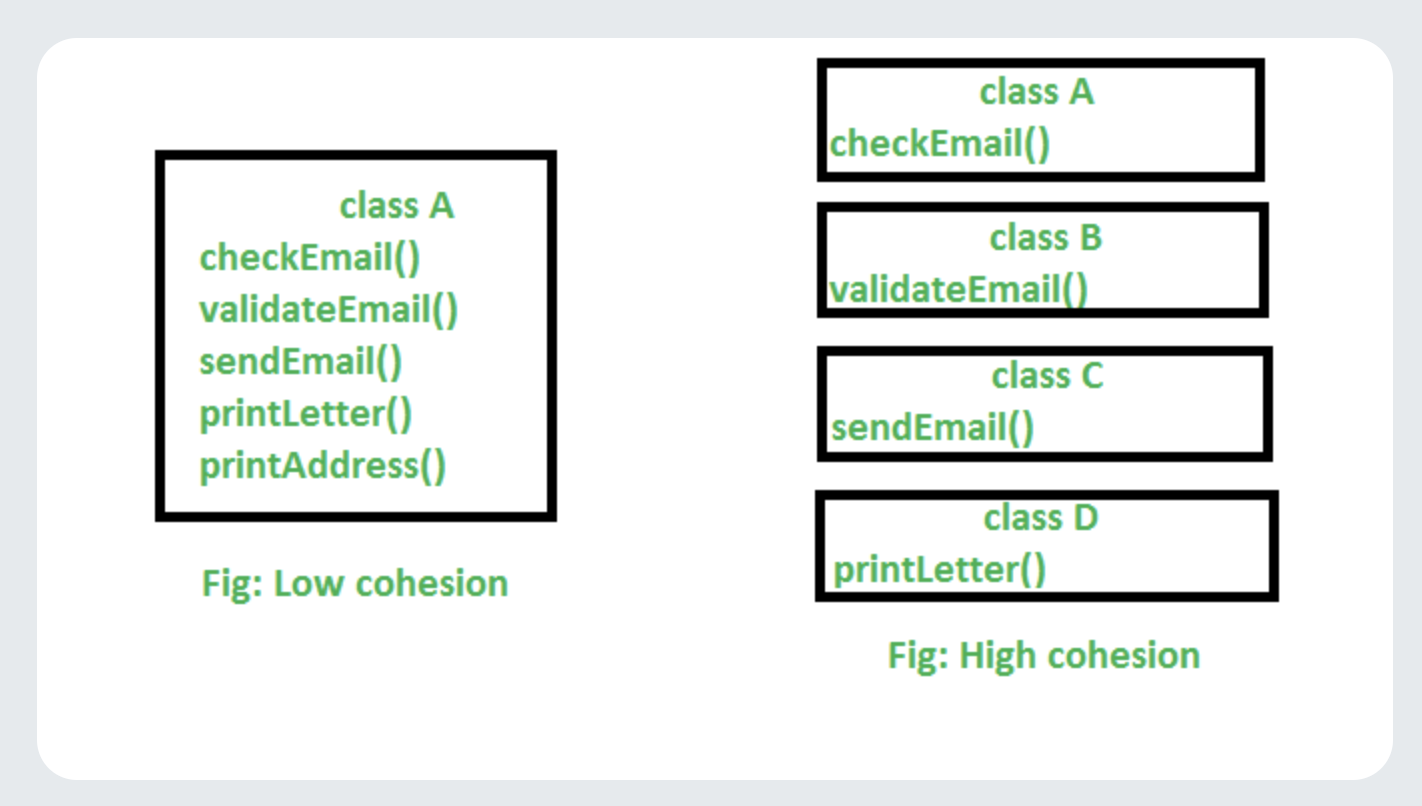 class A
checkEmail()
validateEmail()
sendEmail()
printLetter()
printAddress()
Fig: Low cohesion
class A
checkEmail()
class B
validateEmail()
class C
sendEmail()
class D
printLetter()
Fig: High cohesion